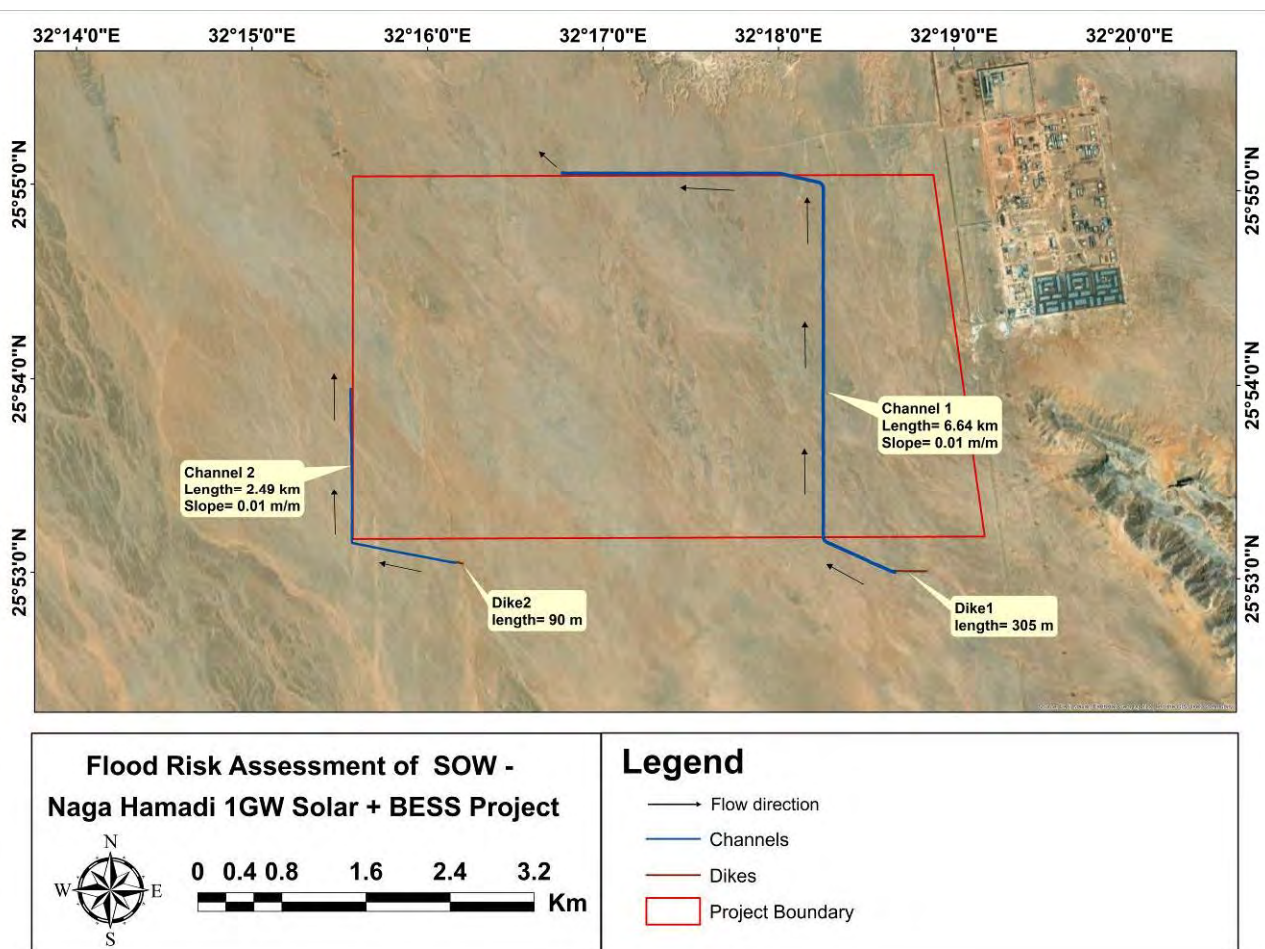 32°14'0"E 32°15'0"E 32°16'0"E 32°17'0"E 32°18'0"E 32°19'0"E 32°20'0"E
25°55'0"N
25°55'0"N
25°54'0"N
25°54'0"N
Channel 1
Length= 6.64 km
Slope= 0.01 m/m
Channel 2
Length= 2.49 km
Slope= 0.01 m/m
25°53'0"N
25°53'0"N
Dike2
length= 90 m
Dike1
length= 305 m
Flood Risk Assessment of SOW -
Naga Hamadi 1GW Solar + BESS Project
N
W E
S
0 0.4 0.8 1.6 2.4 3.2
Km
Legend
Flow direction
Channels
Dikes
Project Boundary